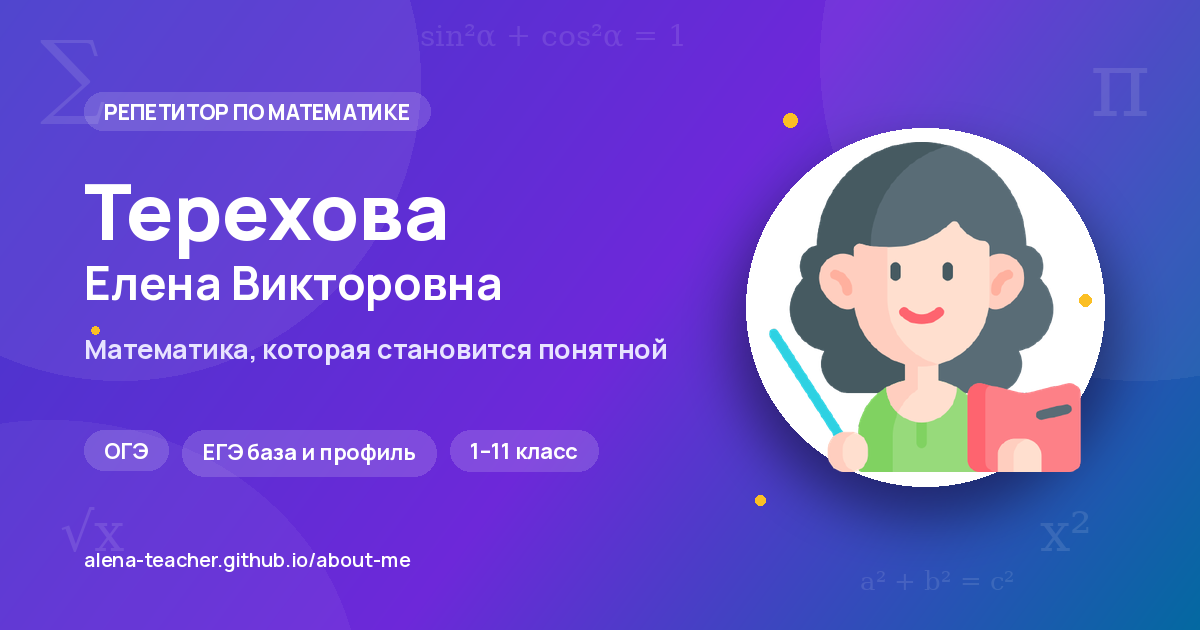 ∑
sin²α + cos²α = 1
π
РЕПЕТИТОР ПО МАТЕМАТИКЕ
Терехова
Елена Викторовна
Математика, которая становится понятной
ОГЭ
ЕГЭ база и профиль
1–11 класс
√x
x²
alena-teacher.github.io/about-me
a² + b² = c²